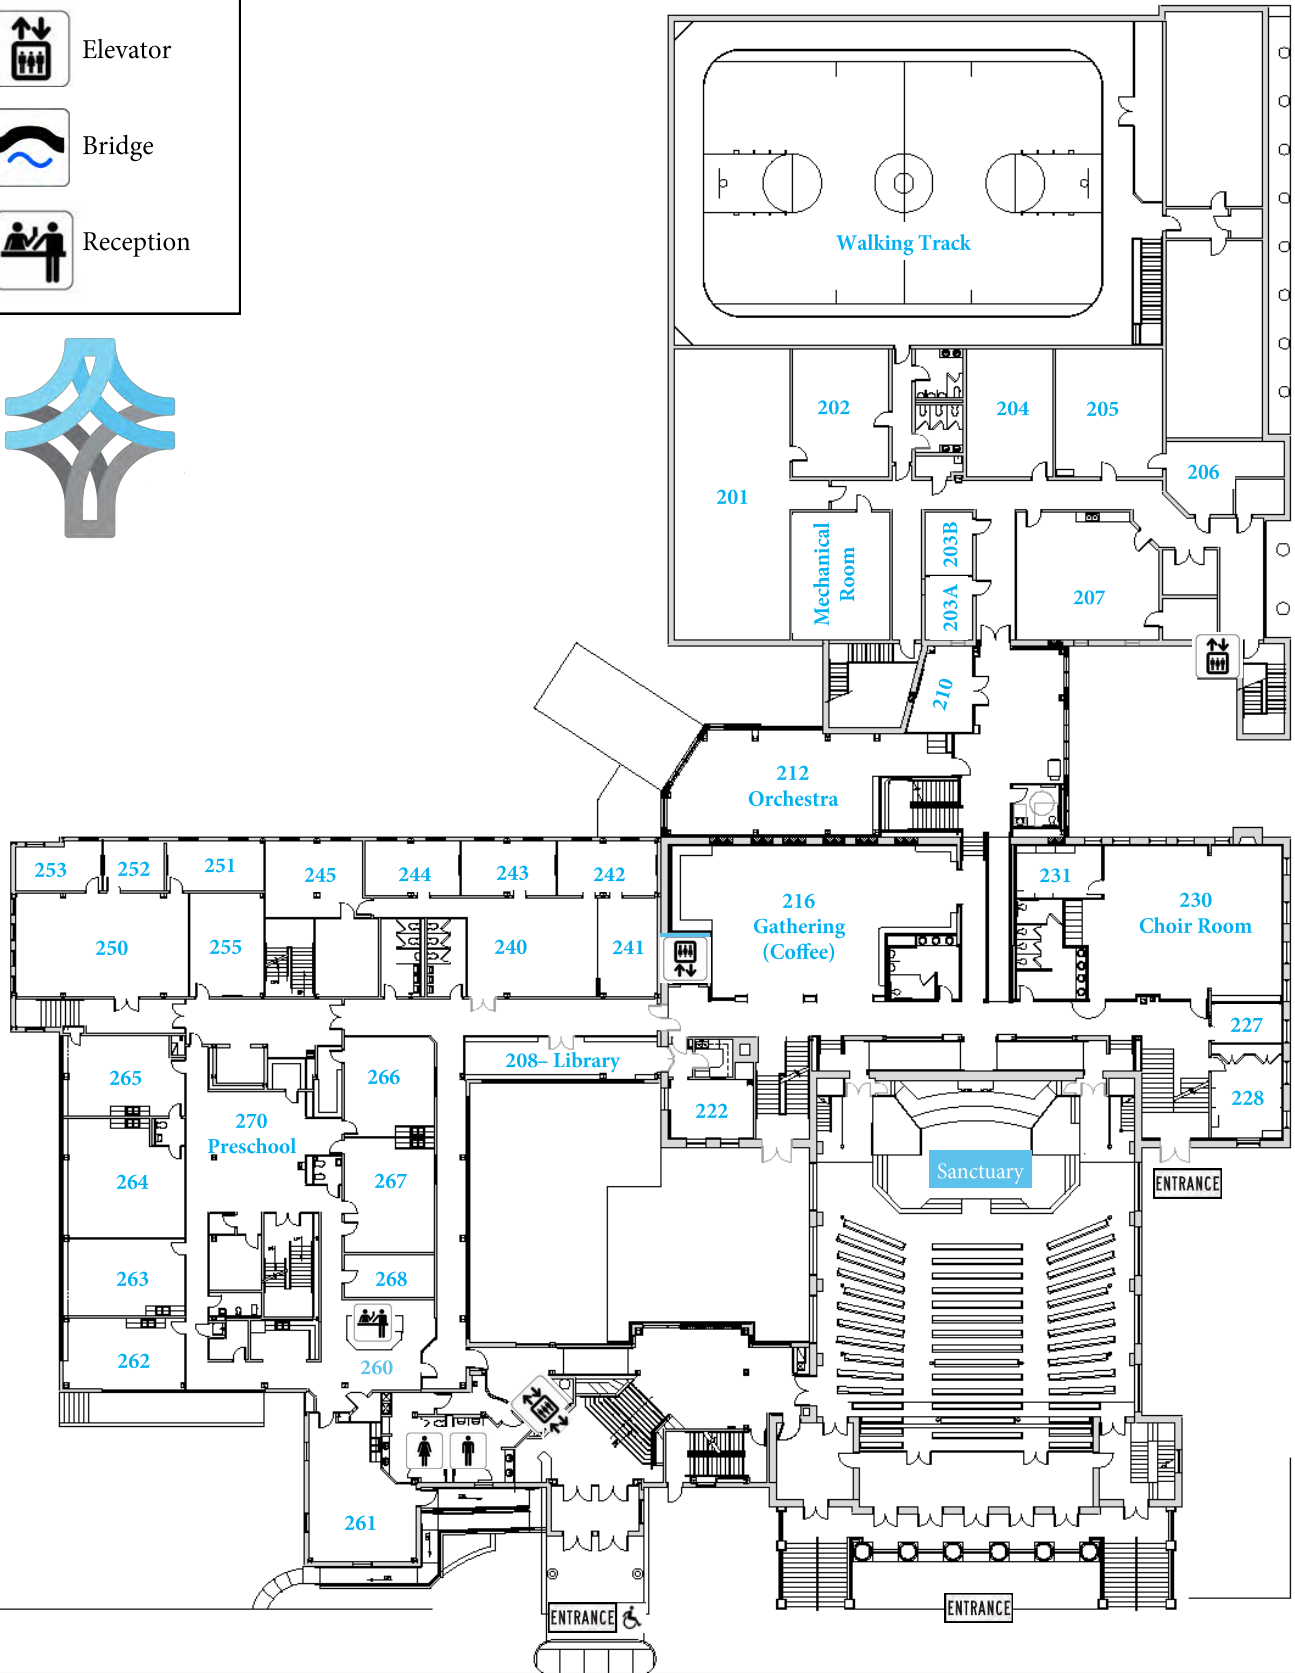 Elevator
Bridge
Reception
Walking Track
202
204
205
206
201
Mechanical
Room
203B
203A
207
210
212
Orchestra
253
252
251
245
244
243
242
231
216
Gathering
(Coffee)
230
Choir Room
250
255
240
241
227
208– Library
265
266
222
228
270
Preschool
264
267
Sanctuary
ENTRANCE
263
268
262
260
261
ENTRANCE
ENTRANCE